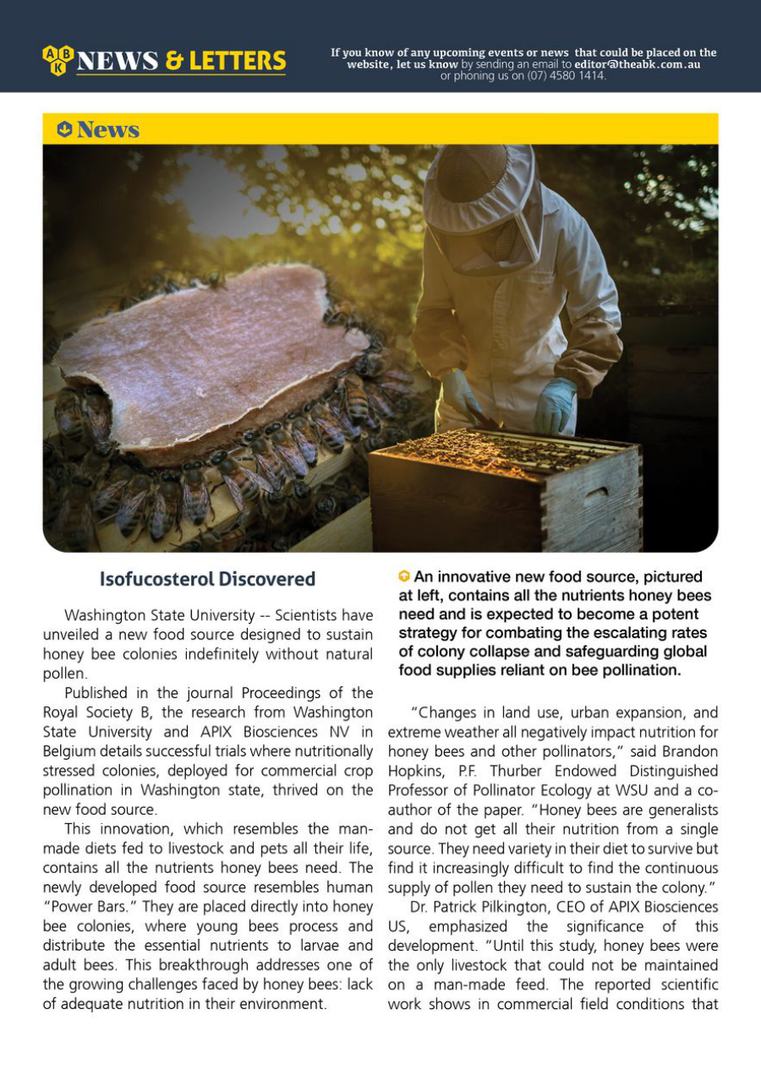 A B K
NEWS & LETTERS
If you know of any upcoming events or news that could be placed on the
website, let us know by sending an email to editor@theabk.com.au
or phoning us on (07) 4580 1414.
News
Isofucosterol Discovered
Washington State University -- Scientists have
unveiled a new food source designed to sustain
honey bee colonies indefinitely without natural
pollen.
Published in the journal Proceedings of the
Royal Society B, the research from Washington
State University and APIX Biosciences NV in
Belgium details successful trials where nutritionally
stressed colonies, deployed for commercial crop
pollination in Washington state, thrived on the
new food source.
This innovation, which resembles the man-
made diets fed to livestock and pets all their life,
contains all the nutrients honey bees need. The
newly developed food source resembles human
“Power Bars.” They are placed directly into honey
bee colonies, where young bees process and
distribute the essential nutrients to larvae and
adult bees. This breakthrough addresses one of
the growing challenges faced by honey bees: lack
of adequate nutrition in their environment.
An innovative new food source, pictured
at left, contains all the nutrients honey bees
need and is expected to become a potent
strategy for combating the escalating rates
of colony collapse and safeguarding global
food supplies reliant on bee pollination.
“Changes in land use, urban expansion, and
extreme weather all negatively impact nutrition for
honey bees and other pollinators,” said Brandon
Hopkins, P.F. Thurber Endowed Distinguished
Professor of Pollinator Ecology at WSU and a co-
author of the paper. “Honey bees are generalists
and do not get all their nutrition from a single
source. They need variety in their diet to survive but
find it increasingly difficult to find the continuous
supply of pollen they need to sustain the colony.”
Dr. Patrick Pilkington, CEO of APIX Biosciences
US, emphasized the significance of this
development. “Until this study, honey bees were
the only livestock that could not be maintained
on a man-made feed. The reported scientific
work shows in commercial field conditions that